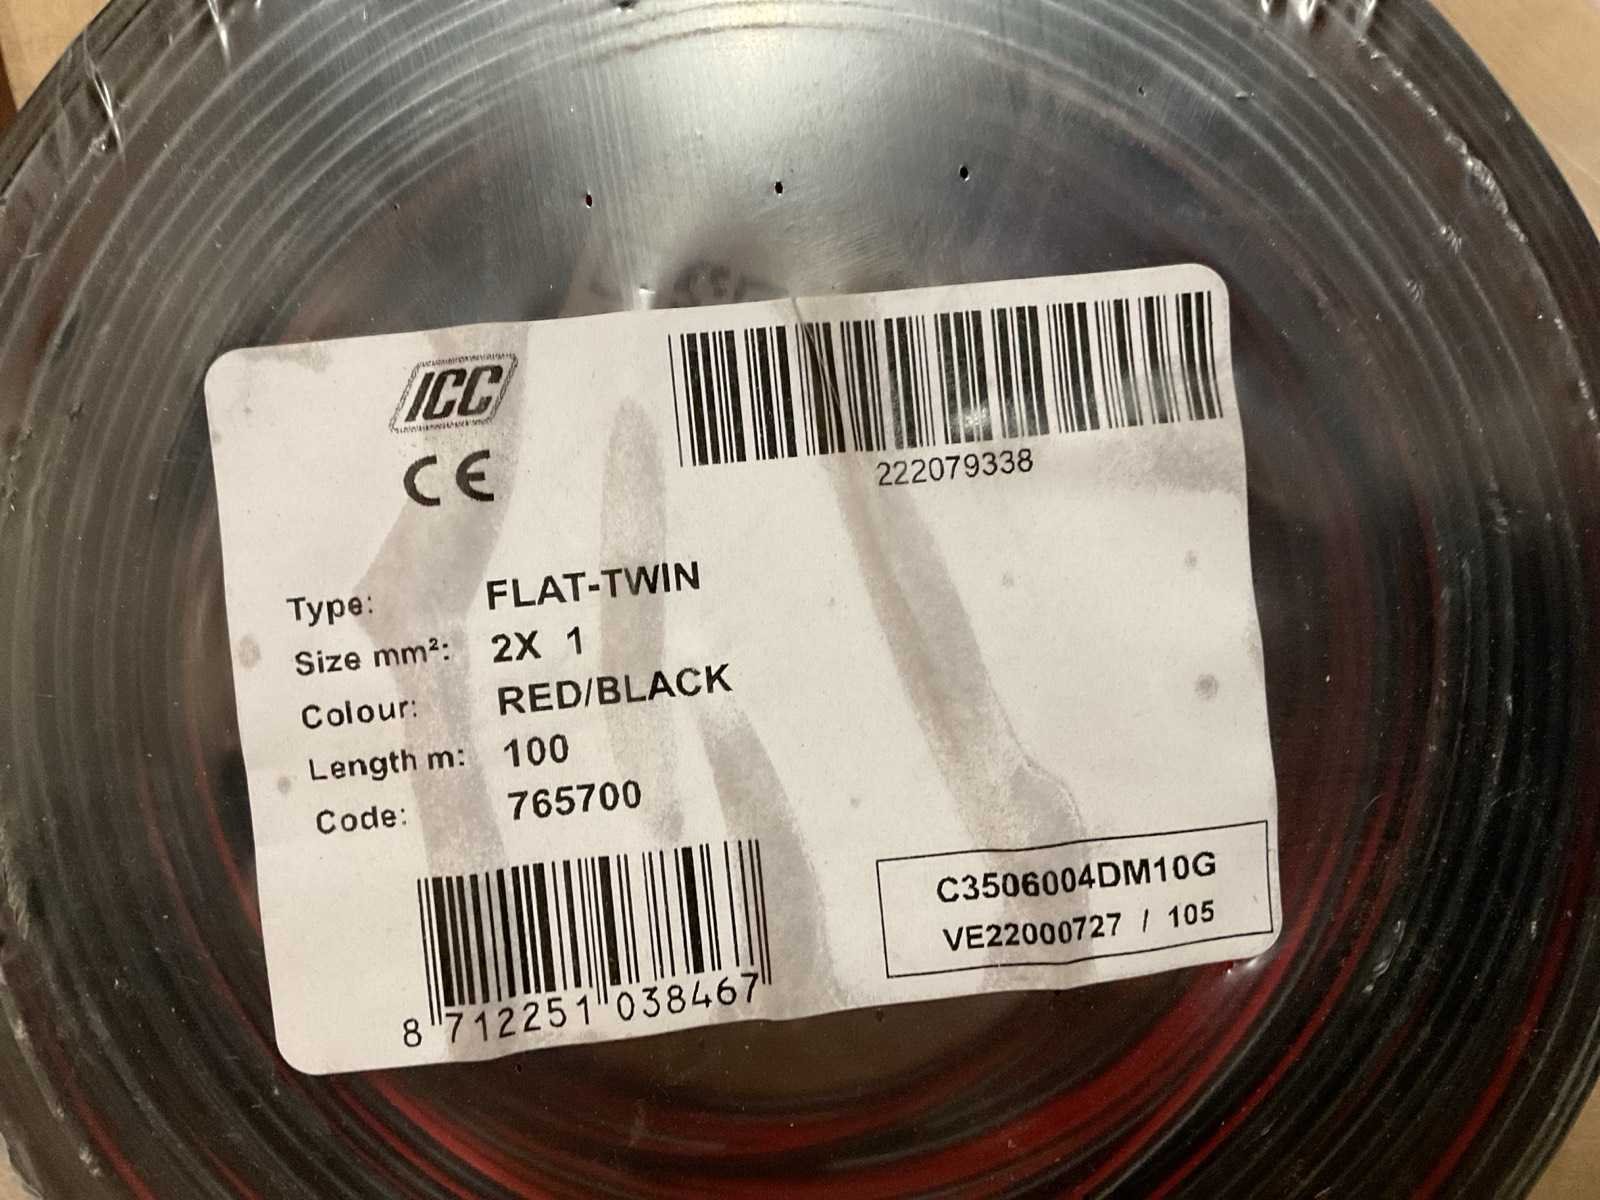 ICC
CE
222079338
Type: FLAT-TWIN
Size mm²: 2X 1
Colour: RED/BLACK
Length m: 100
Code: 765700
8 712251 038467
C3506004DM10G
VE22000727 / 105